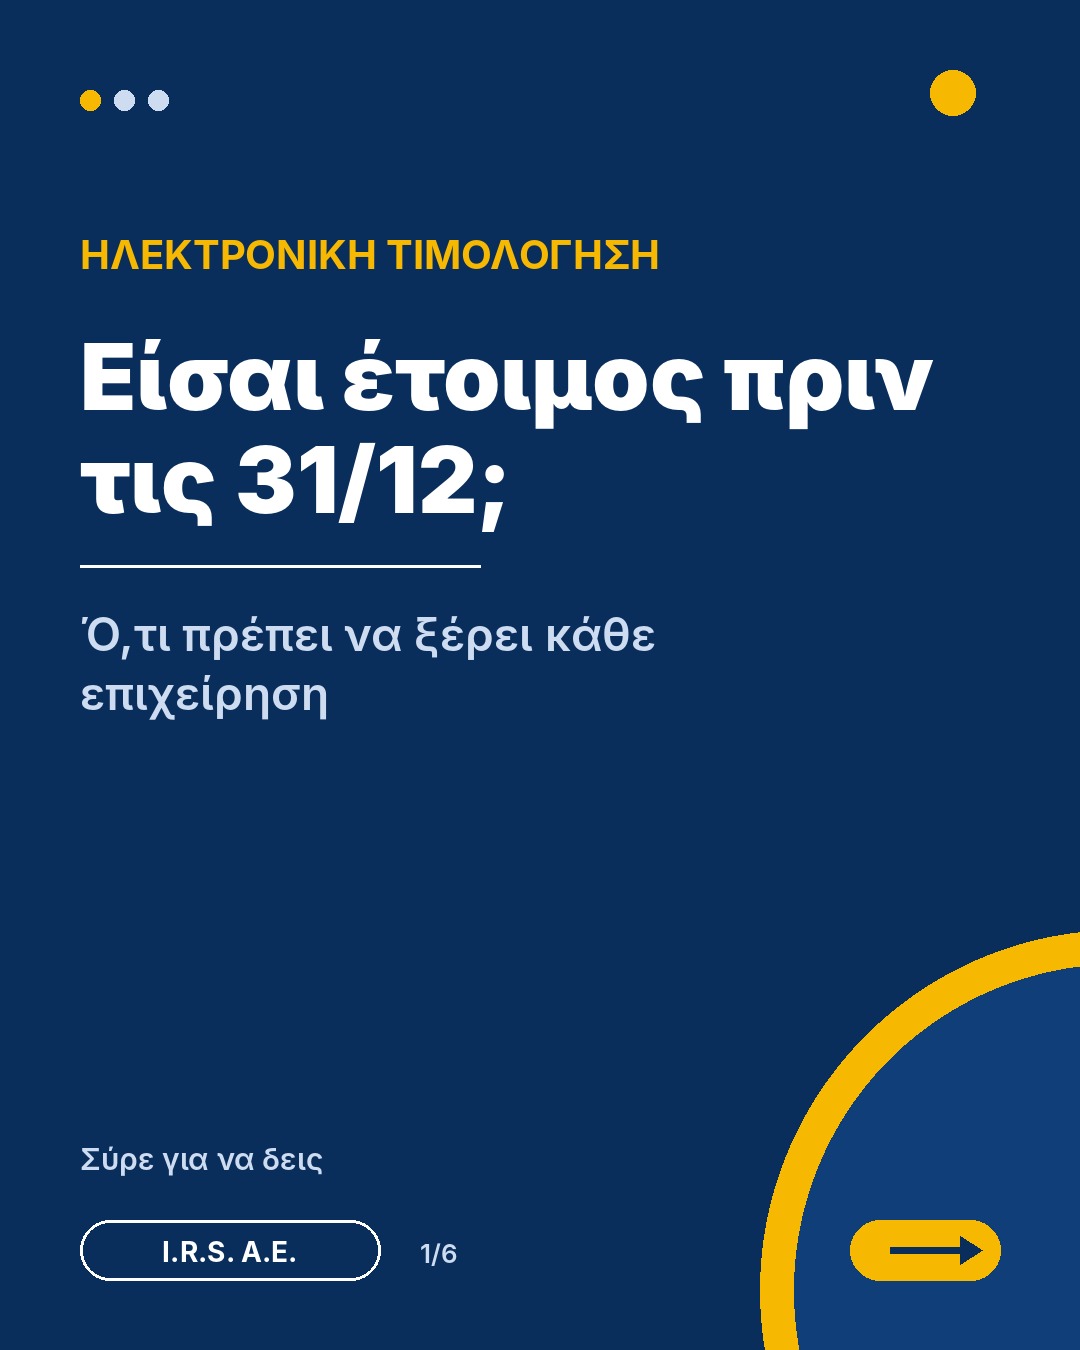 ΗΛΕΚΤΡΟΝΙΚΗ ΤΙΜΟΛΟΓΗΣΗ
Είσαι έτοιμος πριν
τις 31/12;
Ό,τι πρέπει να ξέρει κάθε
επιχείρηση
Σύρε για να δεις
I.R.S. A.E.
1/6